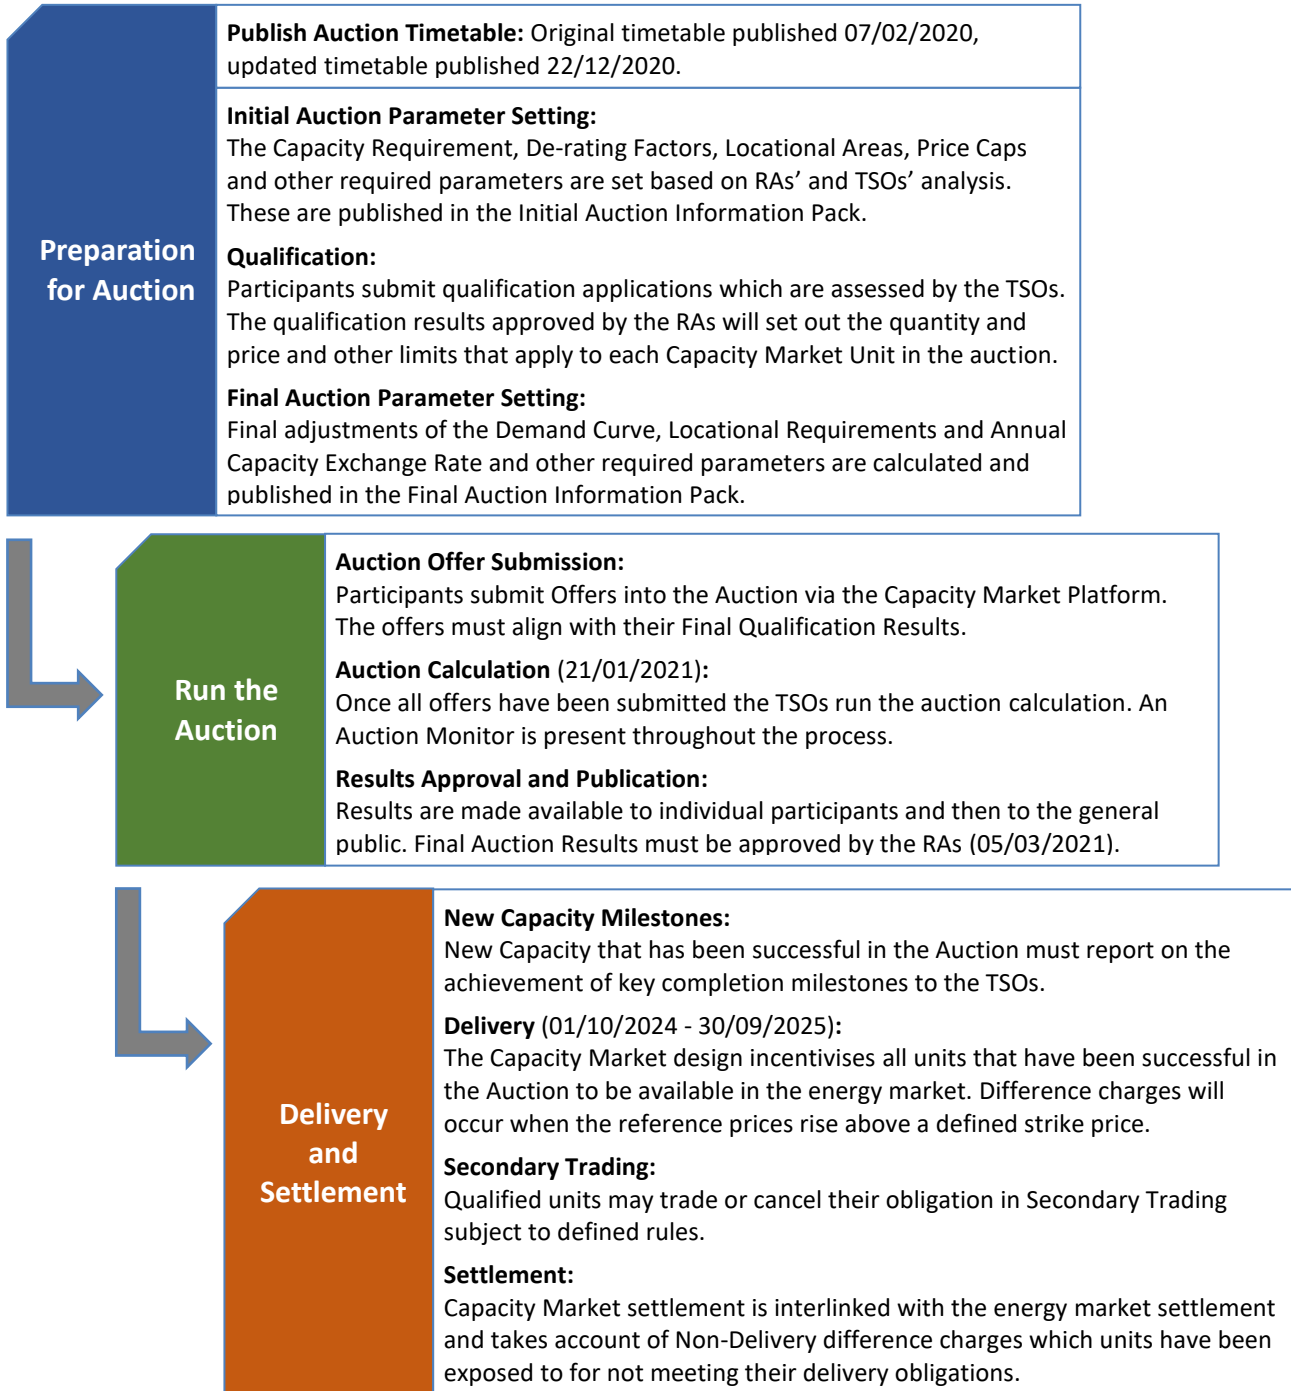 Preparation
for Auction
Publish Auction Timetable: Original timetable published 07/02/2020,
updated timetable published 22/12/2020.
Initial Auction Parameter Setting:
The Capacity Requirement, De-rating Factors, Locational Areas, Price Caps
and other required parameters are set based on RAs’ and TSOs’ analysis.
These are published in the Initial Auction Information Pack.
Qualification:
Participants submit qualification applications which are assessed by the TSOs.
The qualification results approved by the RAs will set out the quantity and
price and other limits that apply to each Capacity Market Unit in the auction.
Final Auction Parameter Setting:
Final adjustments of the Demand Curve, Locational Requirements and Annual
Capacity Exchange Rate and other required parameters are calculated and
published in the Final Auction Information Pack.
Run the
Auction
Auction Offer Submission:
Participants submit Offers into the Auction via the Capacity Market Platform.
The offers must align with their Final Qualification Results.
Auction Calculation (21/01/2021):
Once all offers have been submitted the TSOs run the auction calculation. An
Auction Monitor is present throughout the process.
Results Approval and Publication:
Results are made available to individual participants and then to the general
public. Final Auction Results must be approved by the RAs (05/03/2021).
Delivery
and
Settlement
New Capacity Milestones:
New Capacity that has been successful in the Auction must report on the
achievement of key completion milestones to the TSOs.
Delivery (01/10/2024 - 30/09/2025):
The Capacity Market design incentivises all units that have been successful in
the Auction to be available in the energy market. Difference charges will
occur when the reference prices rise above a defined strike price.
Secondary Trading:
Qualified units may trade or cancel their obligation in Secondary Trading
subject to defined rules.
Settlement:
Capacity Market settlement is interlinked with the energy market settlement
and takes account of Non-Delivery difference charges which units have been
exposed to for not meeting their delivery obligations.